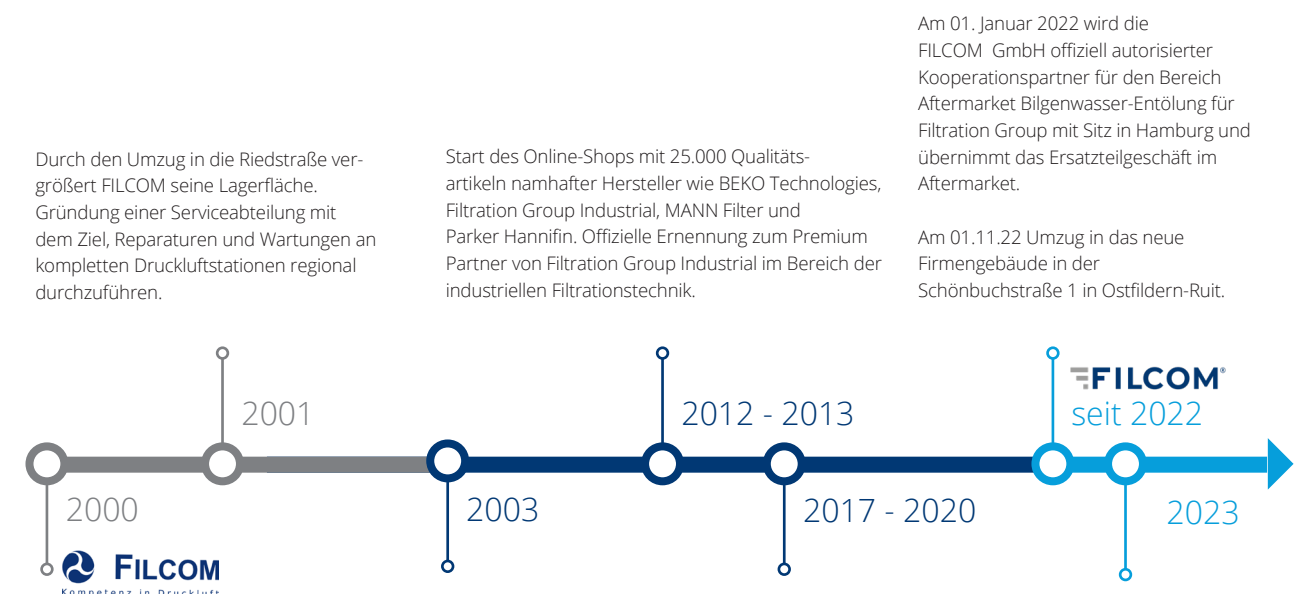 Durch den Umzug in die Riedstraße ver-
größert FILCOM seine Lagerfläche.
Gründung einer Serviceabteilung mit
dem Ziel, Reparaturen und Wartungen an
kompletten Druckluftstationen regional
durchzuführen.
Start des Online-Shops mit 25.000 Qualitäts-
artikeln namhafter Hersteller wie BEKO Technologies,
Filtration Group Industrial, MANN Filter und
Parker Hannifin. Offizielle Ernennung zum Premium
Partner von Filtration Group Industrial im Bereich der
industriellen Filtrationstechnik.
Am 01. Januar 2022 wird die
FILCOM  GmbH offiziell autorisierter
Kooperationspartner für den Bereich
Aftermarket Bilgenwasser-Entölung für
Filtration Group mit Sitz in Hamburg und
übernimmt das Ersatzteilgeschäft im
Aftermarket.
Am 01.11.22 Umzug in das neue
Firmengebäude in der
Schönbuchstraße 1 in Ostfildern-Ruit.
2001
2012 - 2013
FILCOM®
seit 2022
2000
2003
2017 - 2020
2023
FILCOM
Kompetenz in Druckluft